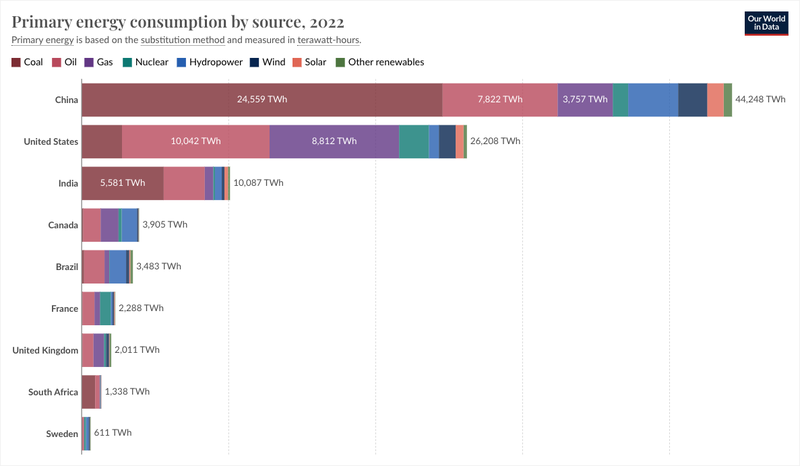 Primary energy consumption by source, 2022
Our World
in Data
Primary energy is based on the substitution method and measured in terawatt-hours.
Coal Oil Gas Nuclear Hydropower Wind Solar Other renewables
China 24,559 TWh 7,822 TWh 3,757 TWh 44,248 TWh
United States 10,042 TWh 8,812 TWh 26,208 TWh
India 5,581 TWh 10,087 TWh
Canada 3,905 TWh
Brazil 3,483 TWh
France 2,288 TWh
United Kingdom 2,011 TWh
South Africa 1,338 TWh
Sweden 611 TWh